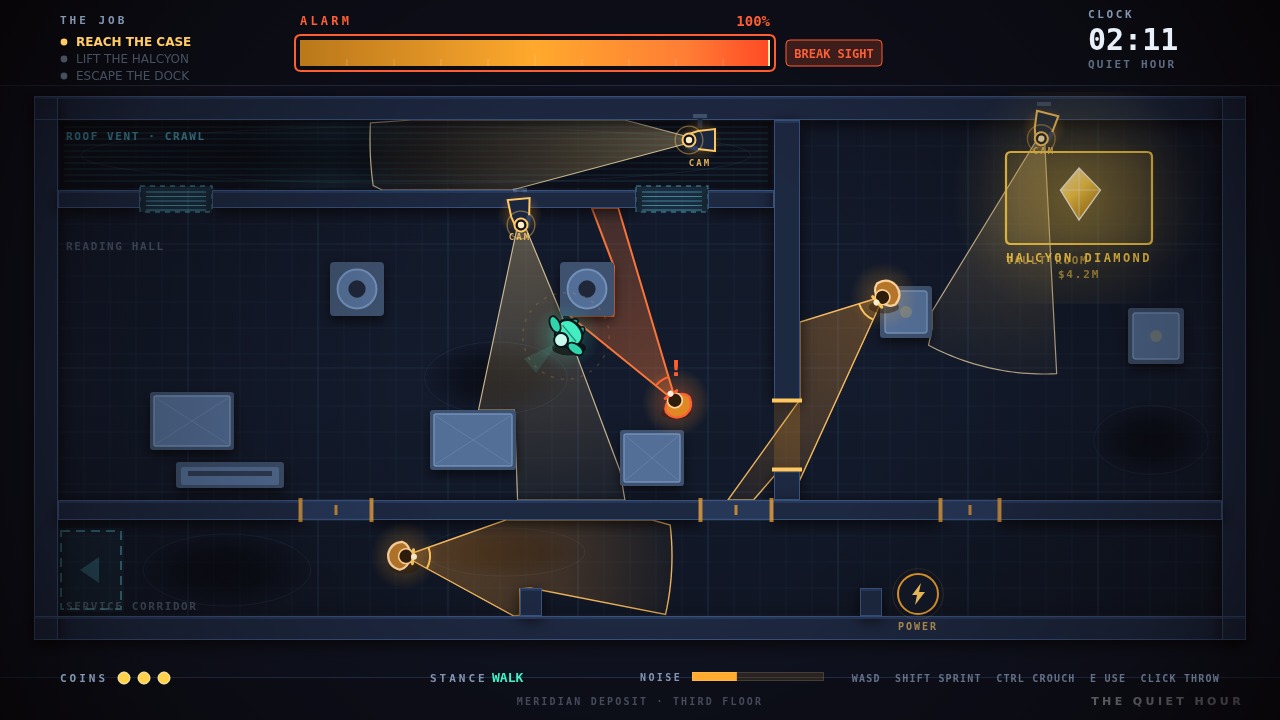 THE JOB
REACH THE CASE
LIFT THE HALCYON
ESCAPE THE DOCK
ALARM
100%
BREAK SIGHT
CLOCK
02:11
QUIET HOUR
ROOF VENT · CRAWL
CAM
CAM
CAM
READING HALL
VAULT ROOM
HALCYON DIAMOND
$4.2M
!
SERVICE CORRIDOR
POWER
COINS
STANCE WALK
NOISE
WASD SHIFT SPRINT CTRL CROUCH E USE CLICK THROW
MERIDIAN DEPOSIT · THIRD FLOOR
THE QUIET HOUR